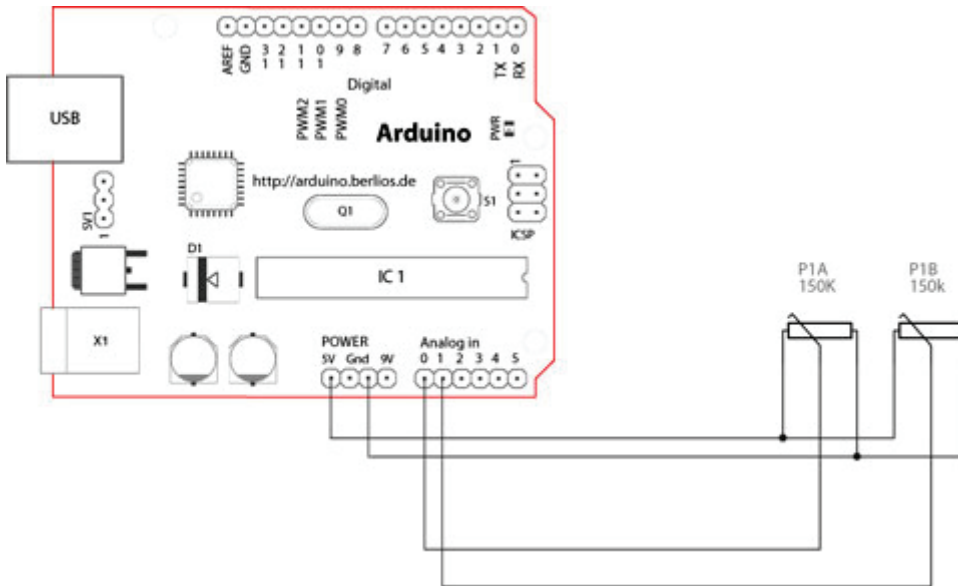 AREF GND 13 12 11 10 9 8 7 6 5 4 3 2 1 0
TX RX
Digital
PWM2 PWM1 PWM0
Arduino
PWR
USB
http://arduino.berlios.de
1
Q1
S1
ICSP
SV1
1
D1
IC 1
P1A
150K
P1B
150k
X1
POWER
5V Gnd 9V
Analog in
0 1 2 3 4 5